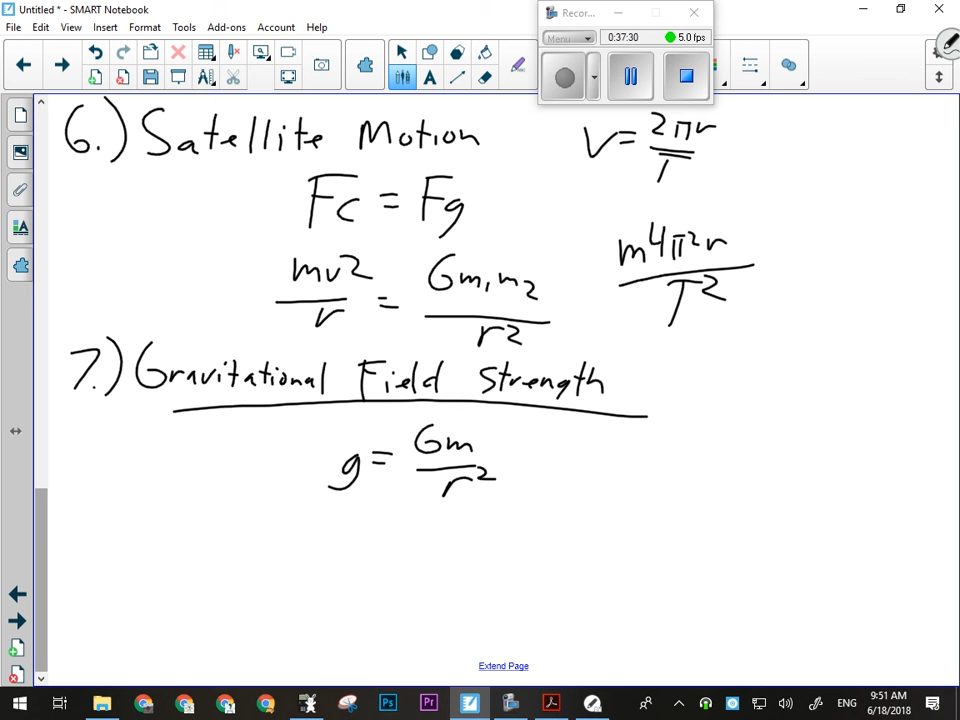 Untitled * - SMART Notebook
Recor...
File Edit View Insert Format Tools Add-ons Account Help
Menu 0:37:30 5.0 fps
6.) Satellite Motion
V = 2πr / T
Fc = Fg
mv2 / r = Gm1m2 / r2
m4π2r / T2
7.) Gravitational Field Strength
g = Gm / r2
Extend Page
Ps Pr
ENG
9:51 AM
6/18/2018